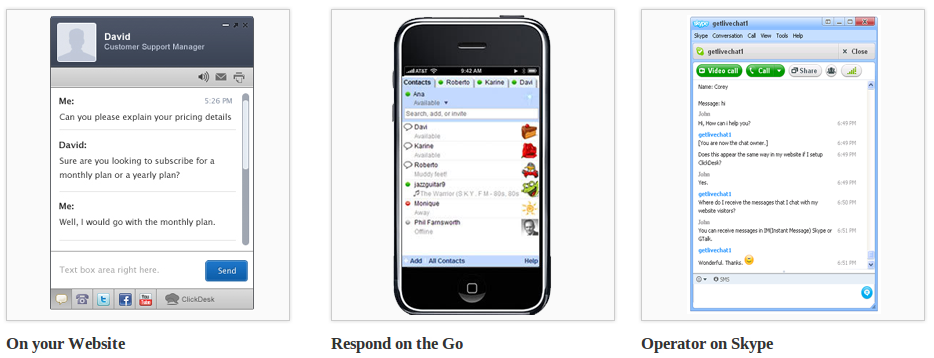 David
Customer Support Manager
Me:
5:26 PM
Can you please explain your pricing details
David:
Sure are you looking to subscribe for a
monthly plan or a yearly plan?
Me:
Well, I would go with the monthly plan.
Text box area right here.
Send
You Tube
ClickDesk
On your Website
AT&T
9:42 AM
Contacts
Roberto
Karine
Davi
Ana
Available
Search, add, or invite
Davi
Available
Karine
Available
Roberto
Muddy feet!
jazzguitar9
The Warrior (S.K.Y. F.M - 80s, 80s
Monique
Away
Phil Farnsworth
Offline
Add
All Contacts
Help
Respond on the Go
skype
getlivechat1
Skype Conversation Call View Tools Help
getlivechat1
× Close
Video call
Call
Share
Name: Corey
Message: hi
John
Hi, How can i help you?
6:49 PM
getlivechat1
[You are now the chat owner.]
6:49 PM
Does this appear the same way in my website if I setup
6:49 PM
ClickDesk?
John
Yes.
6:49 PM
getlivechat1
Where do I receive the messages that I chat with my
6:50 PM
website visitors?
John
You can receive messages in IM(Instant Message) Skype or
6:51 PM
GTalk.
getlivechat1
Wonderful. Thanks.
6:51 PM
SMS
Operator on Skype